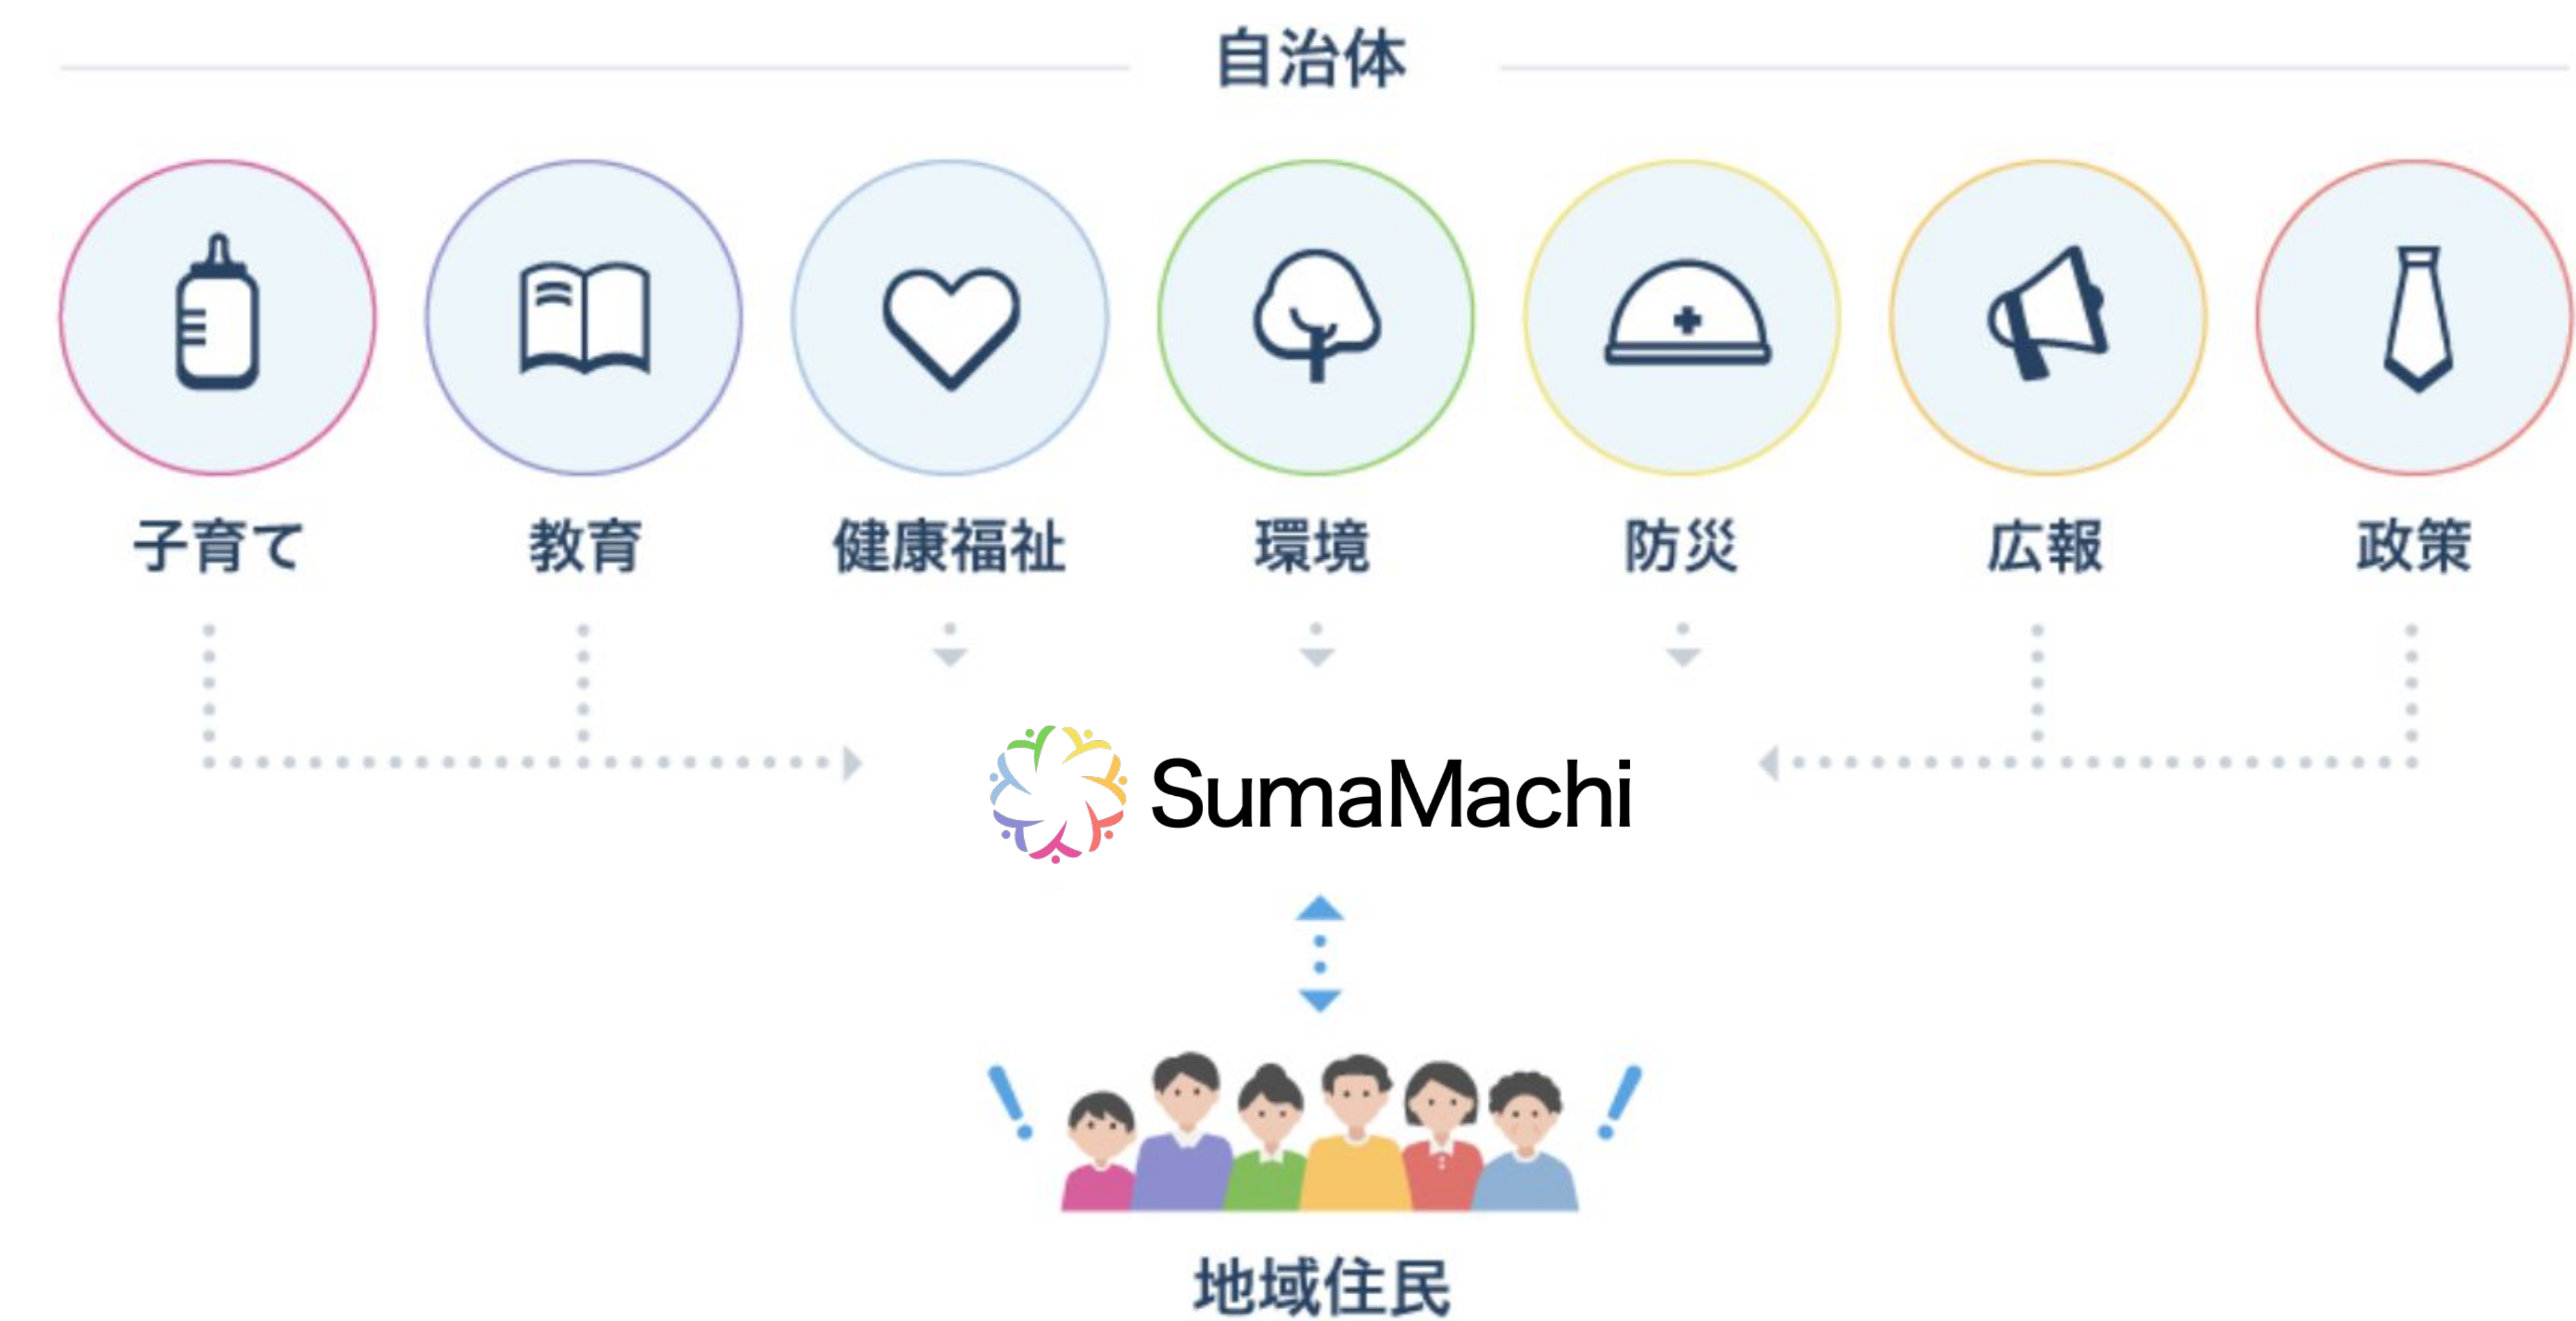 自治体
子育て
教育
健康福祉
環境
防災
広報
政策
SumaMachi
地域住民